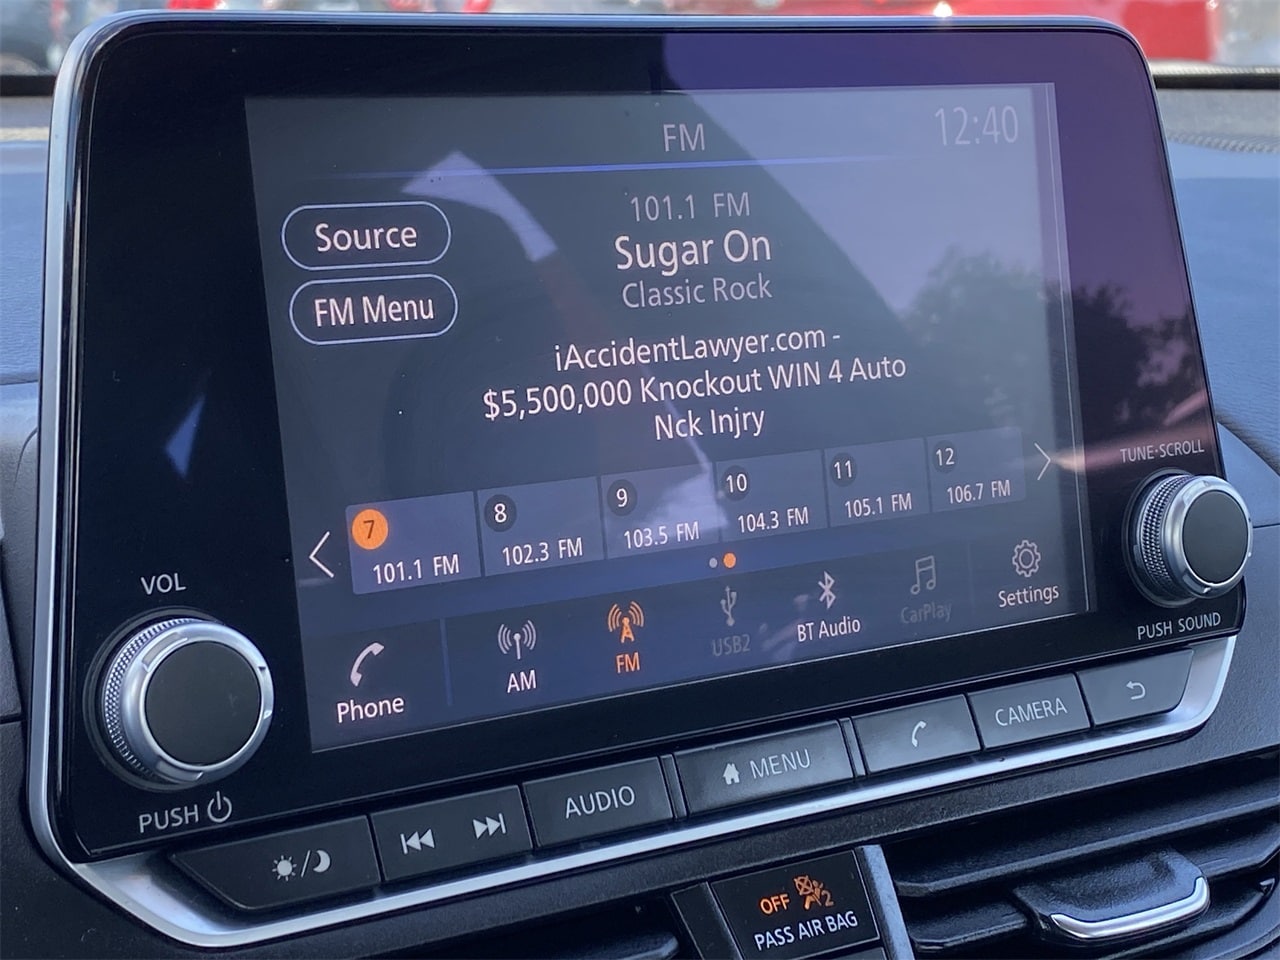 FM
12:40
Source
101.1 FM
Sugar On
FM Menu
Classic Rock
iAccidentLawyer.com -
$5,500,000 Knockout WIN 4 Auto
Nck Injry
TUNE·SCROLL
7
101.1 FM
8
102.3 FM
9
103.5 FM
10
104.3 FM
11
105.1 FM
12
106.7 FM
VOL
Phone
AM
FM
USB2
BT Audio
CarPlay
Settings
PUSH SOUND
PUSH
AUDIO
MENU
CAMERA
OFF 2
PASS AIR BAG